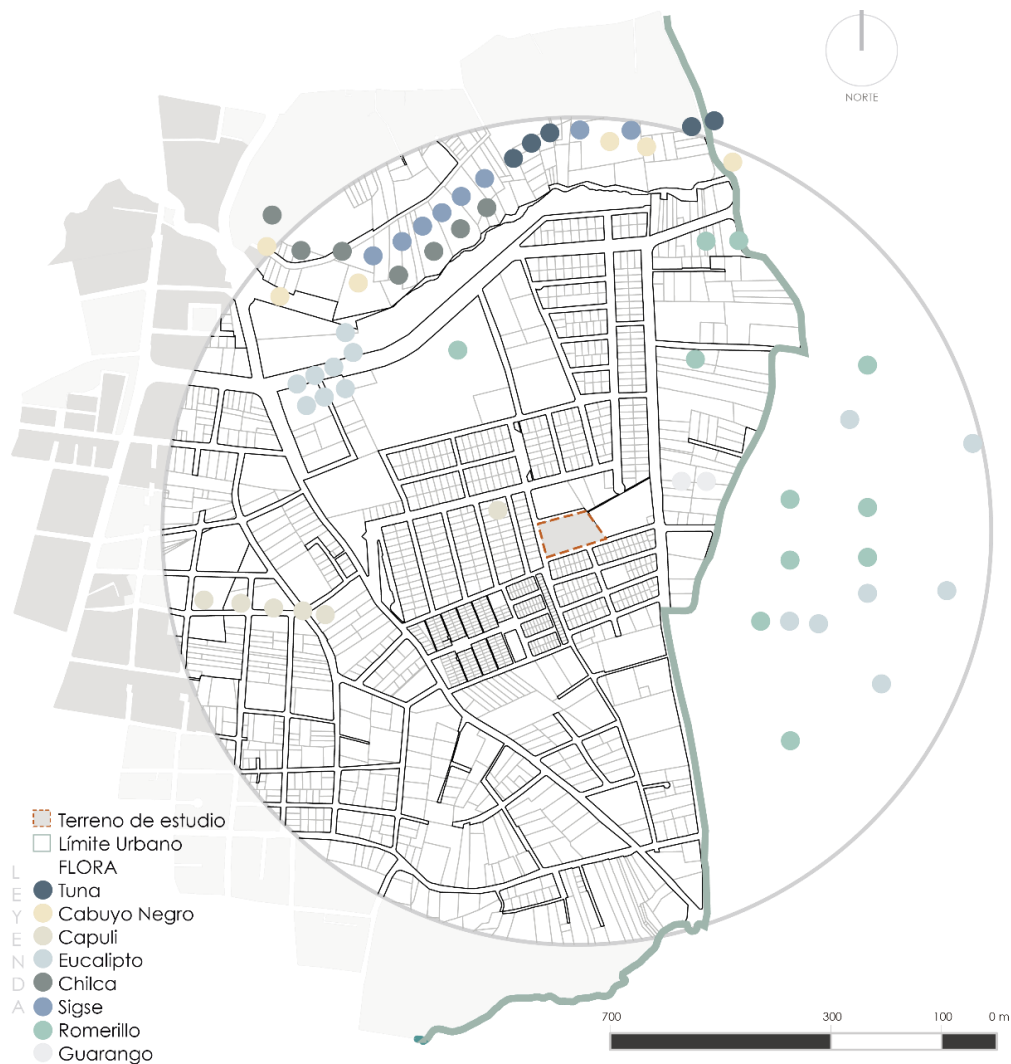 NORTE
Terreno de estudio
Límite Urbano
FLORA
Tuna
Cabuyo Negro
Capuli
Eucalipto
Chilca
Sigse
Romerillo
Guarango
LEYENDA
700 300 100 0 m